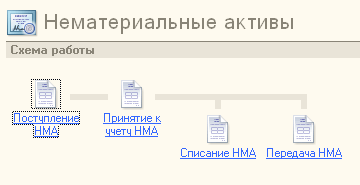 Нематериальные активы
Схема работы
Поступление
НМА
Принятие к
учету НМА
Списание НМА
Передача НМА